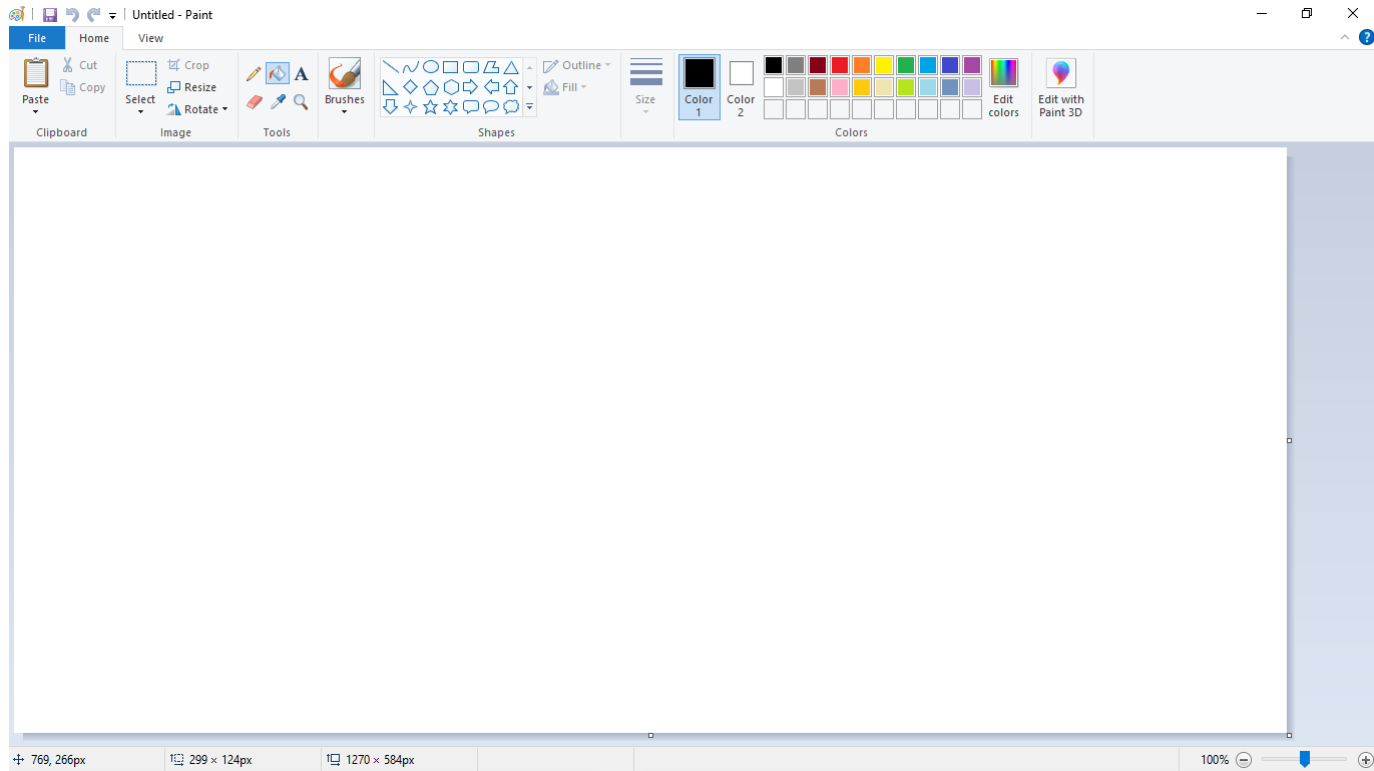 Untitled - Paint
File Home View
Cut
Copy
Paste
Clipboard
Crop
Resize
Rotate
Select
Image
A
Tools
Brushes
Outline
Fill
Shapes
Size
Color 1
Color 2
Edit colors
Colors
Edit with Paint 3D
769, 266px 299 × 124px 1270 × 584px 100%